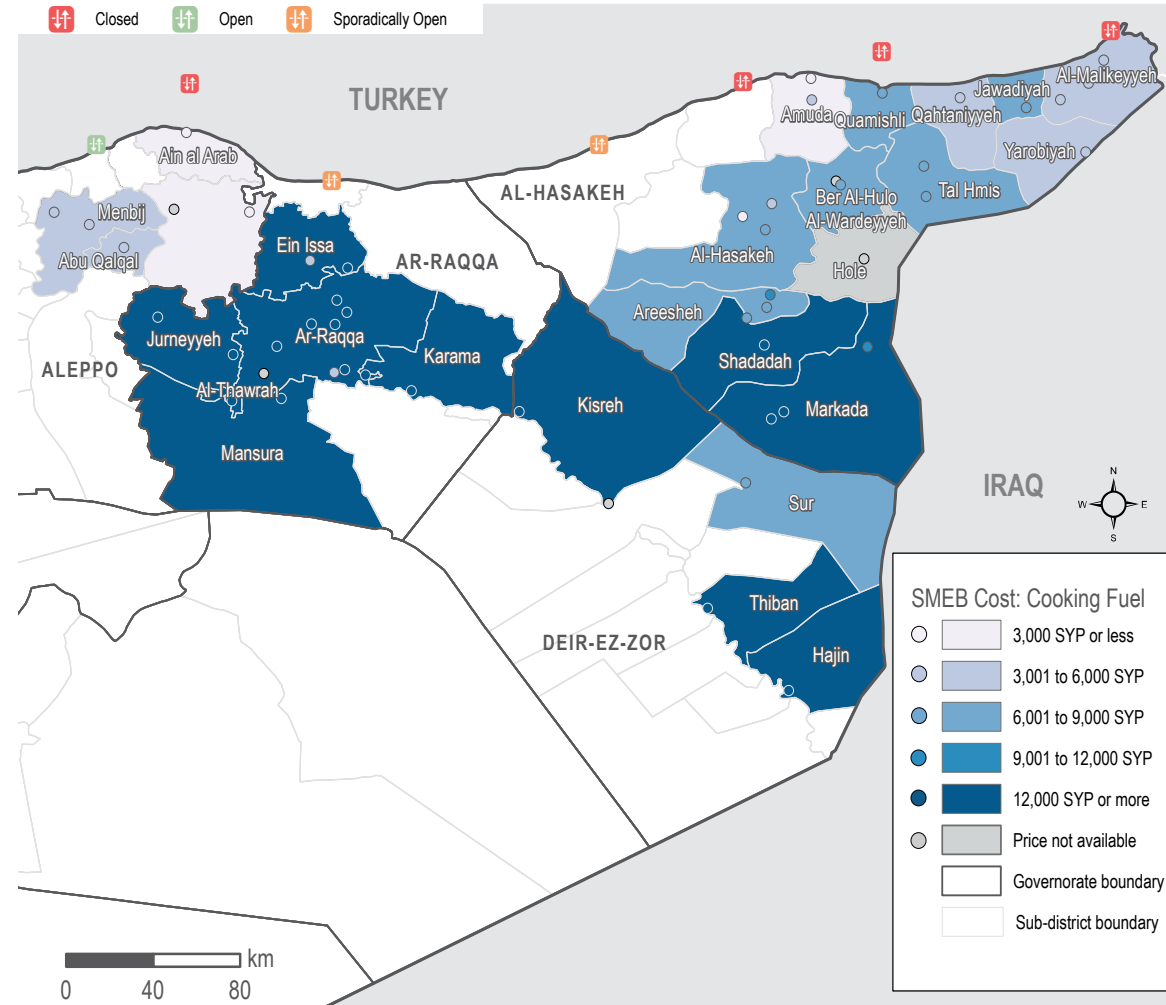 Closed
Open
Sporadically Open
TURKEY
Al-Malikeyyeh
Jawadiyah
Amuda
Quamishli
Qahtaniyyeh
Ain al Arab
Yarobiyah
AL-HASAKEH
Ber Al-Hulo
Al-Wardeyyeh
Tal Hmis
Menbij
Ein Issa
Al-Hasakeh
Abu Qalqal
AR-RAQQA
Hole
Areesheh
Jurneyyeh
Ar-Raqqa
Karama
Shadadah
ALEPPO
Al-Thawrah
Kisreh
Markada
Mansura
IRAQ
Sur
N
W
E
S
Thiban
DEIR-EZ-ZOR
Hajin
SMEB Cost: Cooking Fuel
3,000 SYP or less
3,001 to 6,000 SYP
6,001 to 9,000 SYP
9,001 to 12,000 SYP
12,000 SYP or more
Price not available
Governorate boundary
Sub-district boundary
km
0 40 80